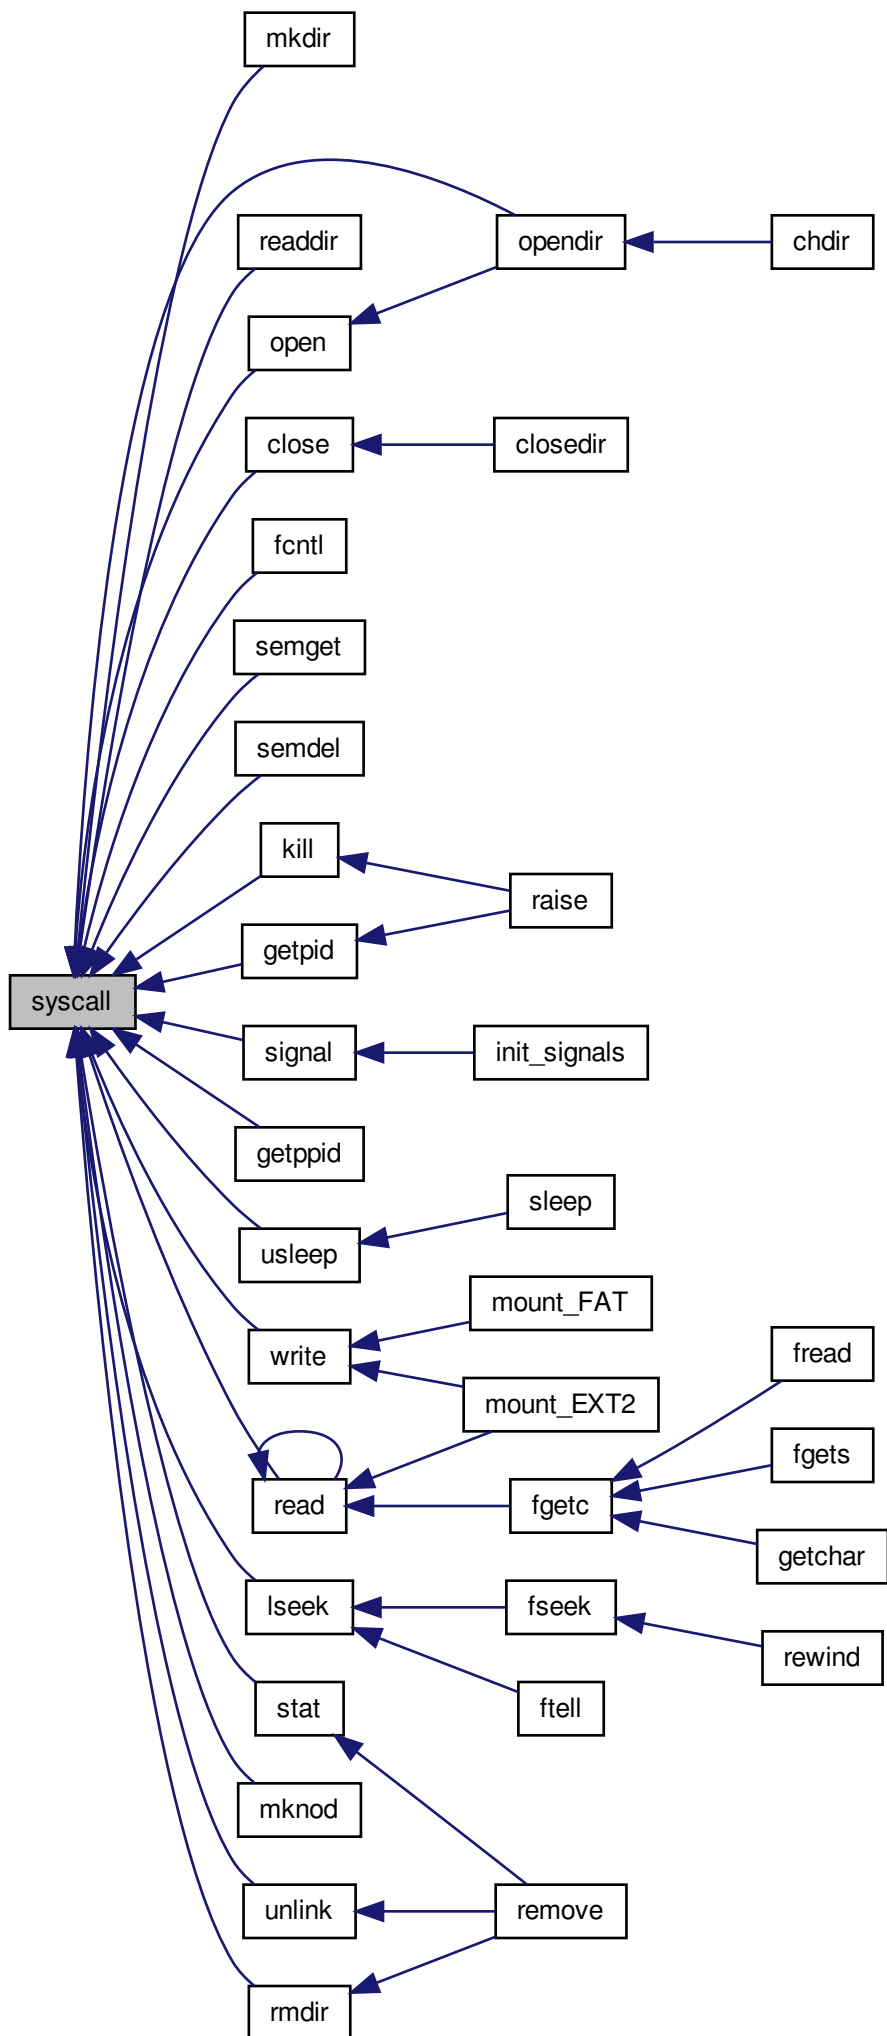 mkdir
readdir
opendir
chdir
open
close
closedir
fcntl
semget
semdel
kill
raise
getpid
syscall
signal
init_signals
getppid
sleep
usleep
mount_FAT
write
fread
mount_EXT2
fgets
read
fgetc
getchar
lseek
fseek
rewind
stat
ftell
mknod
unlink
remove
rmdir